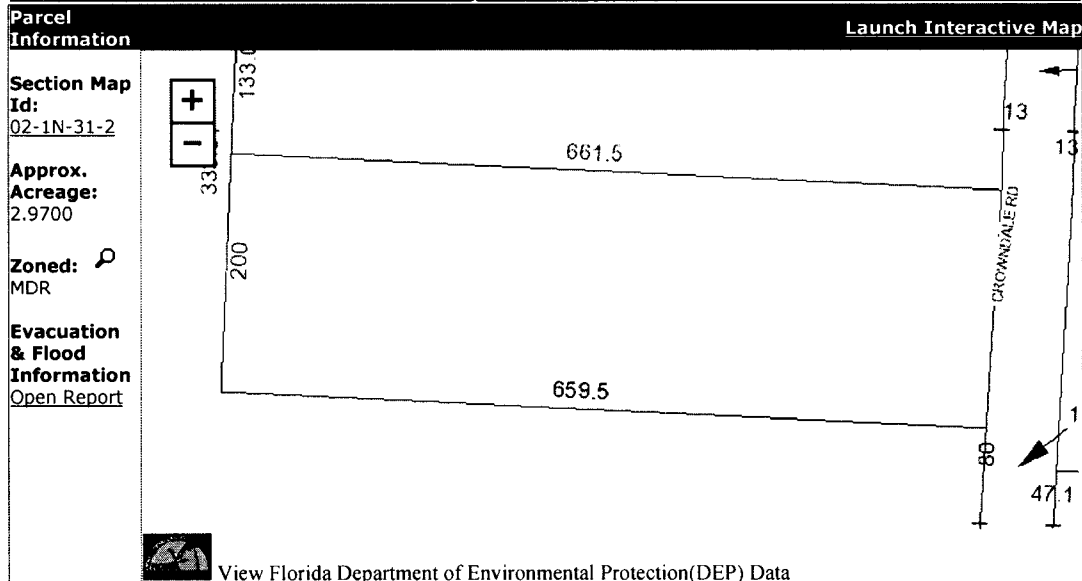 Parcel Information
Launch Interactive Map
Section Map Id:
02-1N-31-2
Approx. Acreage:
2.9700
Zoned:
MDR
Evacuation & Flood Information
Open Report
+
−
133.0
661.5
13
13
200
CROWNDALE RD
659.5
80
1
47.1
View Florida Department of Environmental Protection(DEP) Data